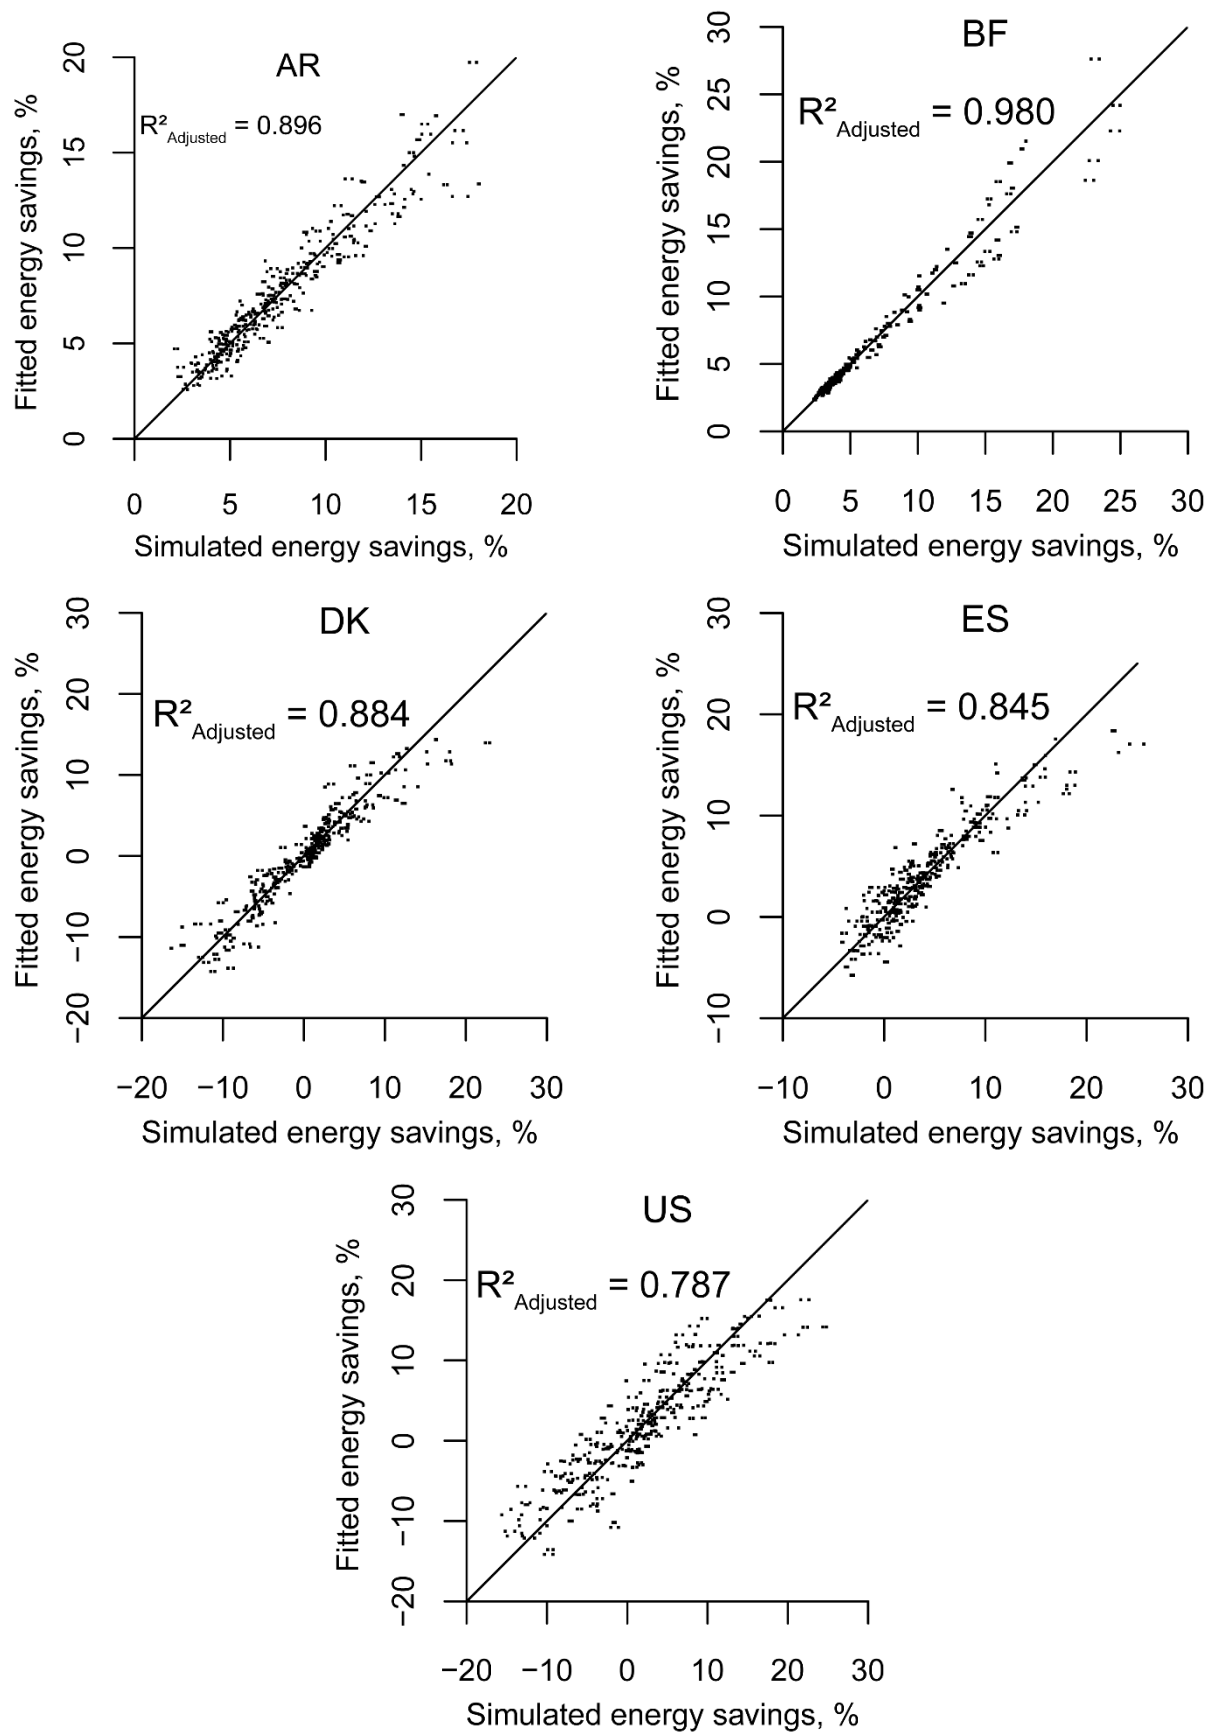 AR
R²Adjusted = 0.896
Fitted energy savings, %
0 5 10 15 20
0 5 10 15 20
Simulated energy savings, %
BF
R²Adjusted = 0.980
Fitted energy savings, %
0 5 10 15 20 25 30
0 5 10 15 20 25 30
Simulated energy savings, %
DK
R²Adjusted = 0.884
Fitted energy savings, %
−20 −10 0 10 20 30
−20 −10 0 10 20 30
Simulated energy savings, %
ES
R²Adjusted = 0.845
Fitted energy savings, %
−10 0 10 20 30
−10 0 10 20 30
Simulated energy savings, %
US
R²Adjusted = 0.787
Fitted energy savings, %
−20 −10 0 10 20 30
−20 −10 0 10 20 30
Simulated energy savings, %